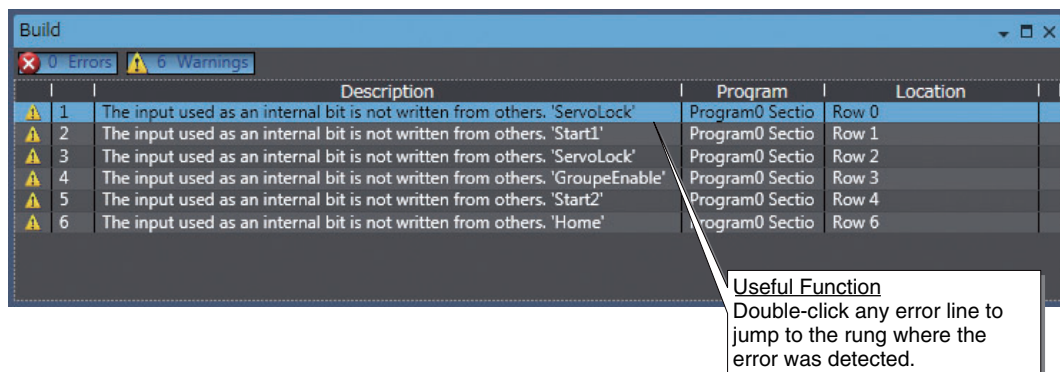 Build
0 Errors 6 Warnings
Description Program Location
1 The input used as an internal bit is not written from others. 'ServoLock' Program0 Sectio Row 0
2 The input used as an internal bit is not written from others. 'Start1' Program0 Sectio Row 1
3 The input used as an internal bit is not written from others. 'ServoLock' Program0 Sectio Row 2
4 The input used as an internal bit is not written from others. 'GroupeEnable' Program0 Sectio Row 3
5 The input used as an internal bit is not written from others. 'Start2' Program0 Sectio Row 4
6 The input used as an internal bit is not written from others. 'Home' Program0 Sectio Row 6
Useful Function
Double-click any error line to
jump to the rung where the
error was detected.